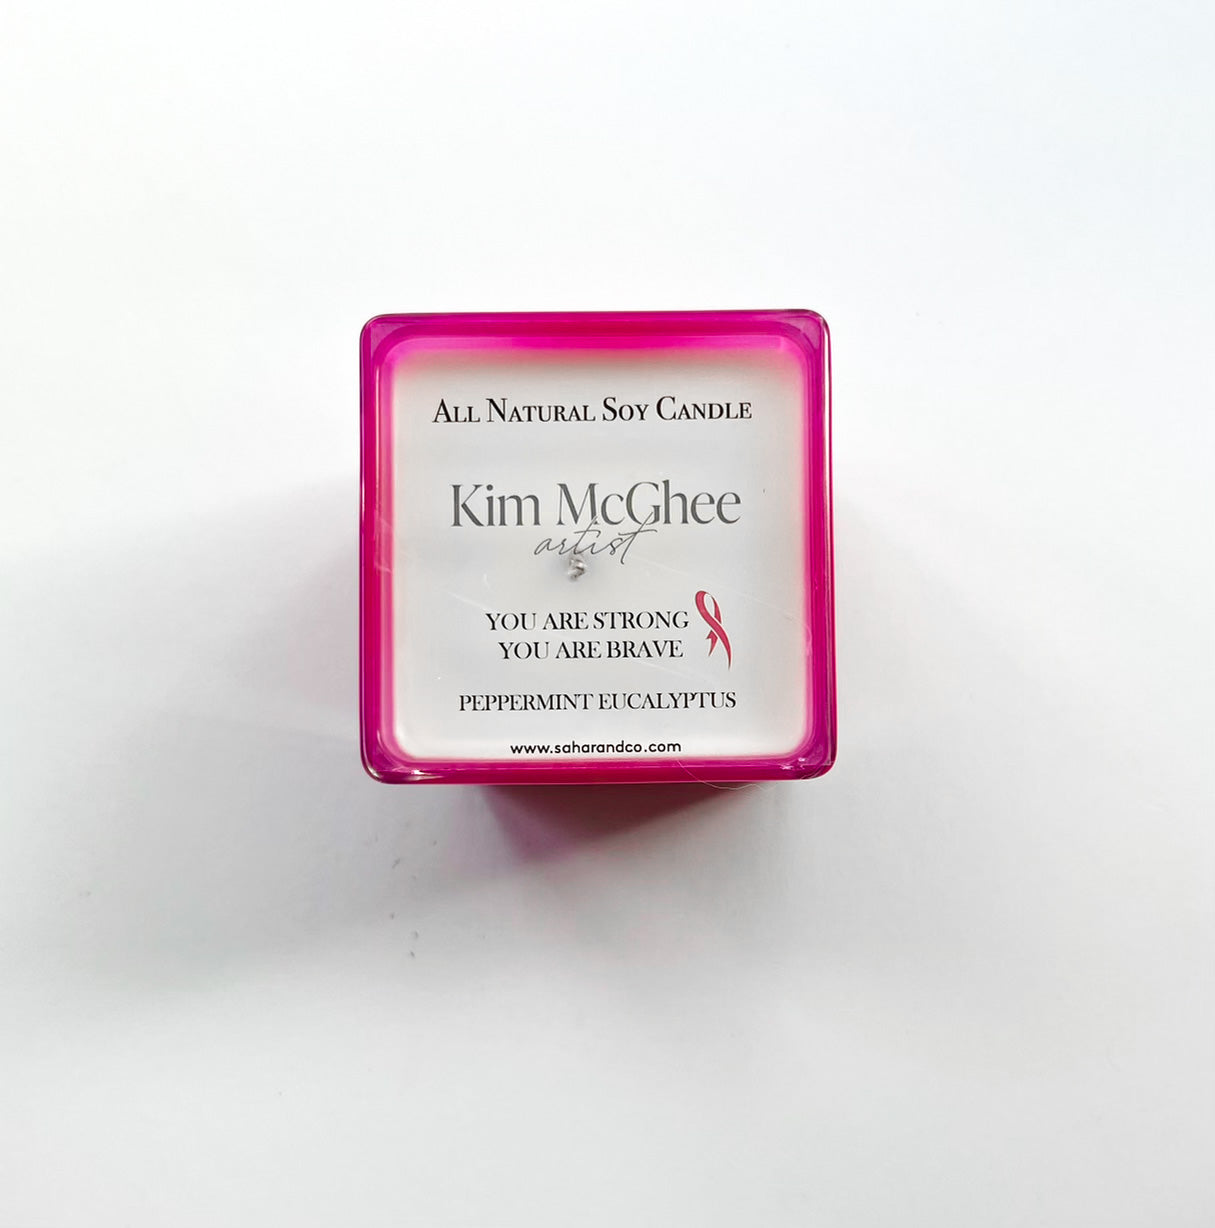 All Natural Soy Candle
Kim McGhee
artist
YOU ARE STRONG
YOU ARE BRAVE
PEPPERMINT EUCALYPTUS
www.saharandco.com